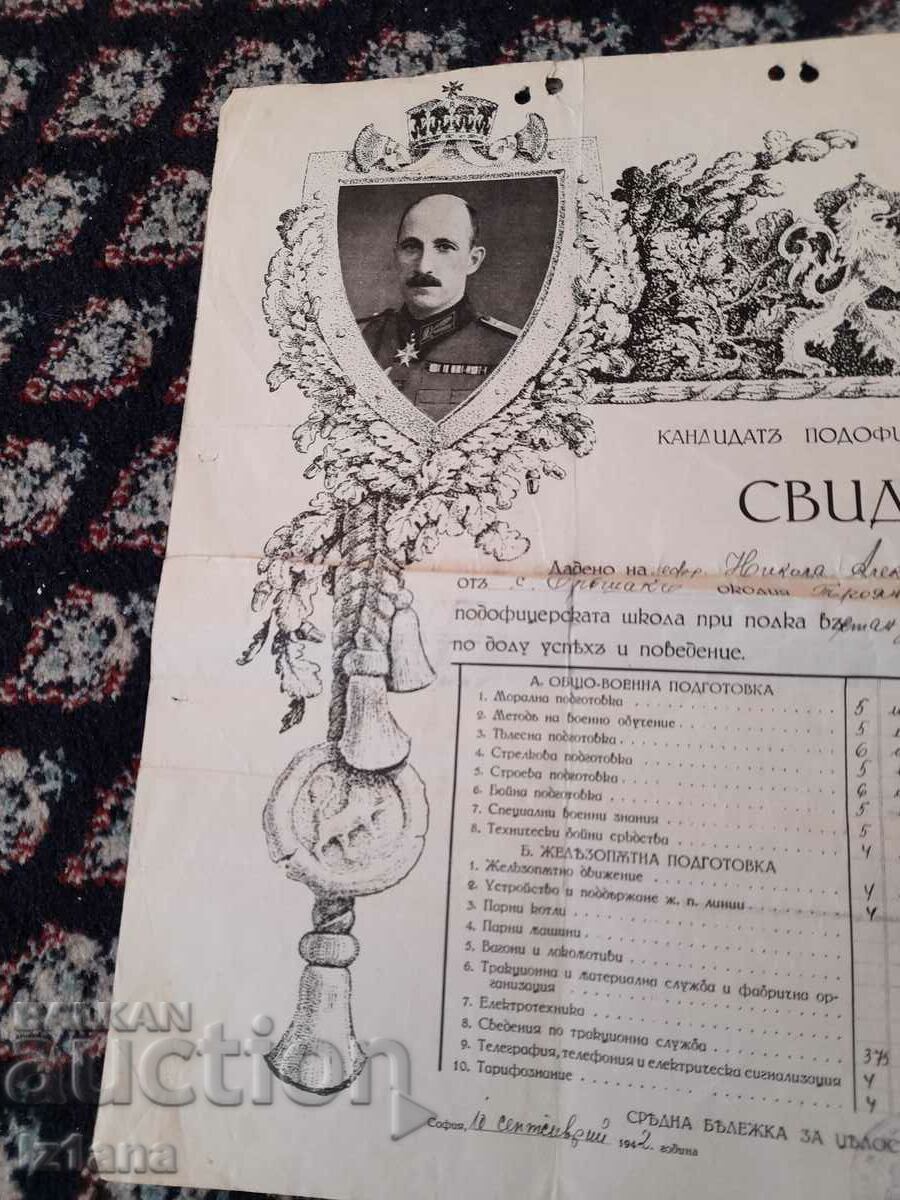 КАНДИДАТЪ ПОДОФИ
СВИД
Дадено на Никола Алек
отъ с. Орѣшакъ околия Троян
подофицерската школа при полка въ
по долу успѣхъ и поведение.
А. ОБЩО-ВОЕННА ПОДГОТОВКА
1. Морална подготовка 5
2. Методъ на военно обучение 5
3. Тѣлесна подготовка 6
4. Стрелкова подготовка 5
5. Строева подготовка 6
6. Бойна подготовка 5
7. Специални военни знания 5
8. Технически бойни срѣдства 4
Б. ЖЕЛѢЗОПѪТНА ПОДГОТОВКА
1. Желѣзопѫтно движение 4
2. Устройство и поддържане ж. п. линии 4
3. Парни котли
4. Парни машини
5. Вагони и локомотиви
6. Тракционна и материална служба и фабрична ор-
ганизация
7. Електротехника
8. Сведения по тракционна служба 375
9. Телеграфия, телефония и електрическа сигнализация 4
10. Тарифознание 4
СРѢДНА БЕЛЕЖКА ЗА ЦѢЛОС
София, 10 септемврий 1942 година
BALKAN
auction
iz1ana